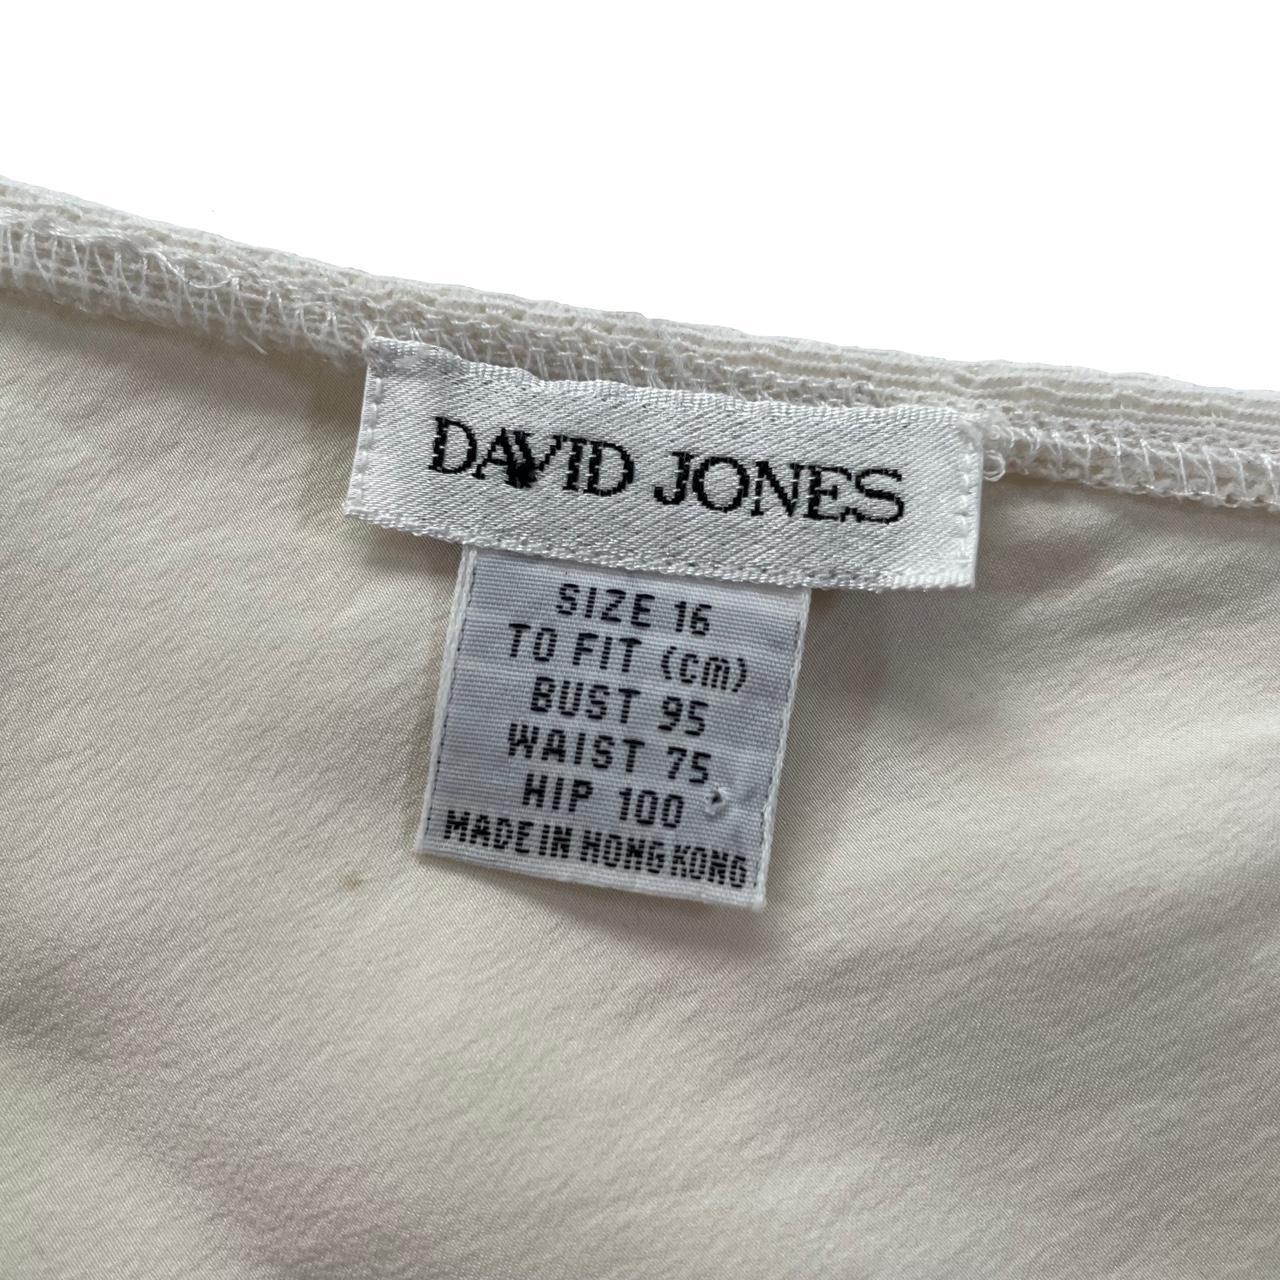 DAVID JONES
SIZE 16
TO FIT (cm)
BUST 95
WAIST 75
HIP 100
MADE IN HONG KONG